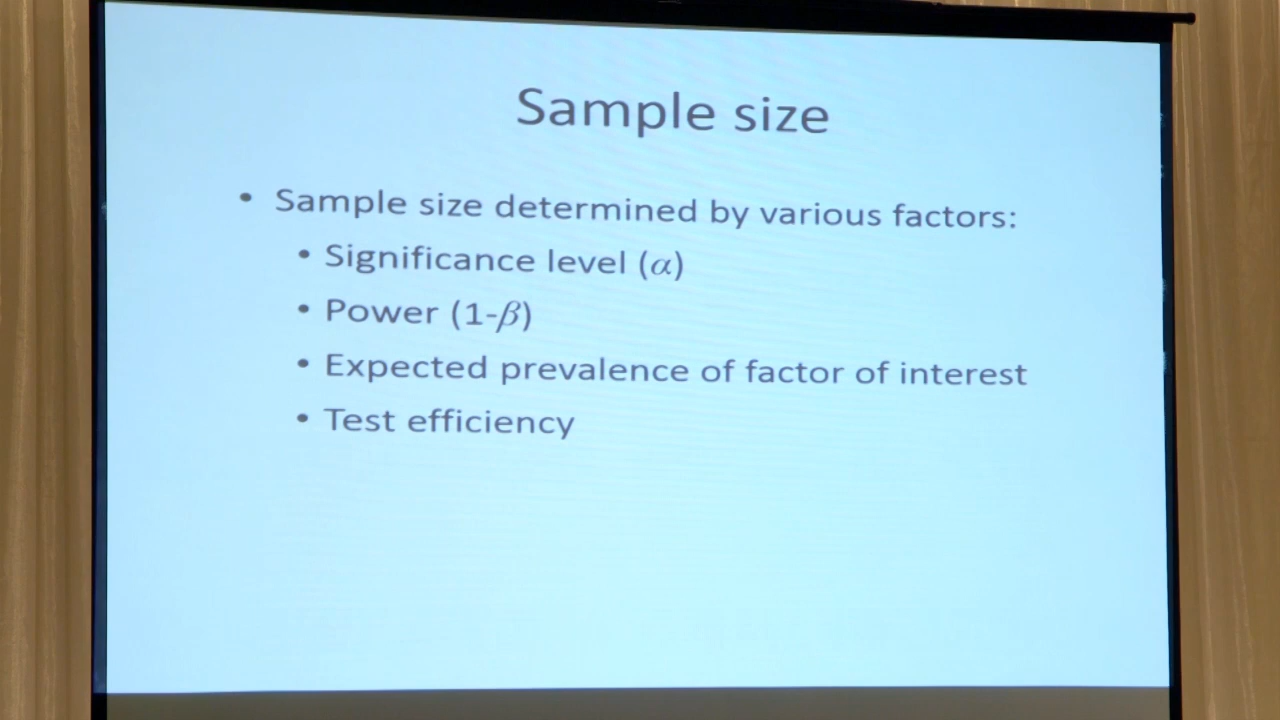 Sample size
• Sample size determined by various factors:
• Significance level (α)
• Power (1-β)
• Expected prevalence of factor of interest
• Test efficiency